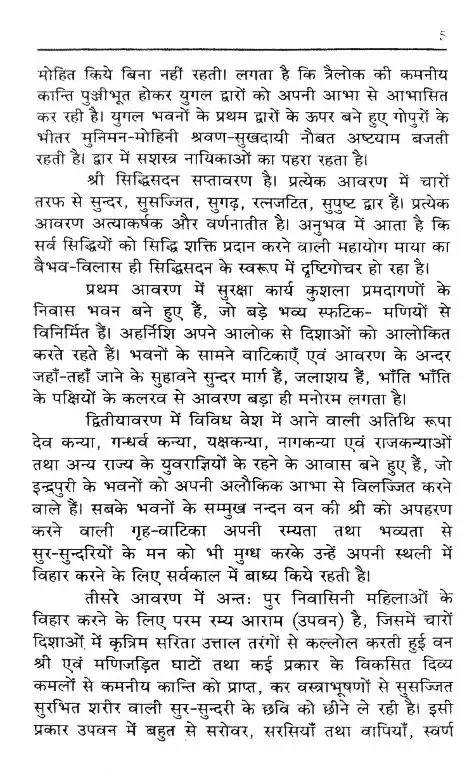 5
मोहित किये बिना नहीं रहती। लगता है कि त्रैलोक की कमनीय
कान्ति पुञ्जीभूत होकर युगल द्वारों को अपनी आभा से आभासित
कर रही है। युगल भवनों के प्रथम द्वारों के ऊपर बने हुए गोपुरों के
भीतर मुनिमन-मोहिनी श्रवण-सुखदायी नौबत अष्टयाम बजती
रहती है। द्वार में सशस्त्र नायिकाओं का पहरा रहता है।
श्री सिद्धिसदन सप्तावरण है। प्रत्येक आवरण में चारों
तरफ से सुन्दर, सुसज्जित, सुगढ़, रत्नजटित, सुपुष्ट द्वार हैं। प्रत्येक
आवरण अत्याकर्षक और वर्णनातीत है। अनुभव में आता है कि
सर्व सिद्धियों को सिद्धि शक्ति प्रदान करने वाली महायोग माया का
वैभव-विलास ही सिद्धिसदन के स्वरूप में दृष्टिगोचर हो रहा है।
प्रथम आवरण में सुरक्षा कार्य कुशला प्रमदागणों के
निवास भवन बने हुए हैं, जो बड़े भव्य स्फटिक- मणियों से
विनिर्मित हैं। अहर्निशि अपने आलोक से दिशाओं को आलोकित
करते रहते हैं। भवनों के सामने वाटिकाएँ एवं आवरण के अन्दर
जहाँ-तहाँ जाने के सुहावने सुन्दर मार्ग हैं, जलाशय हैं, भाँति भाँति
के पक्षियों के कलरव से आवरण बड़ा ही मनोरम लगता है।
द्वितीयावरण में विविध वेश में आने वाली अतिथि रूपा
देव कन्या, गन्धर्व कन्या, यक्षकन्या, नागकन्या एवं राजकन्याओं
तथा अन्य राज्य के युवराज्ञियों के रहने के आवास बने हुए हैं, जो
इन्द्रपुरी के भवनों को अपनी अलौकिक आभा से विलज्जित करने
वाले हैं। सबके भवनों के सम्मुख नन्दन वन की श्री को अपहरण
करने वाली गृह-वाटिका अपनी रम्यता तथा भव्यता से
सुर-सुन्दरियों के मन को भी मुग्ध करके उन्हें अपनी स्थली में
विहार करने के लिए सर्वकाल में बाध्य किये रहती है।
तीसरे आवरण में अन्तः पुर निवासिनी महिलाओं के
विहार करने के लिए परम रम्य आराम (उपवन) है, जिसमें चारों
दिशाओं में कृत्रिम सरिता उत्ताल तरंगों से कल्लोल करती हुई वन
श्री एवं मणिजड़ित घाटों तथा कई प्रकार के विकसित दिव्य
कमलों से कमनीय कान्ति को प्राप्त, कर वस्त्राभूषणों से सुसज्जित
सुरभित शरीर वाली सुर-सुन्दरी के छवि को छीने ले रही है। इसी
प्रकार उपवन में बहुत से सरोवर, सरसियाँ तथा वापियाँ, स्वर्ण